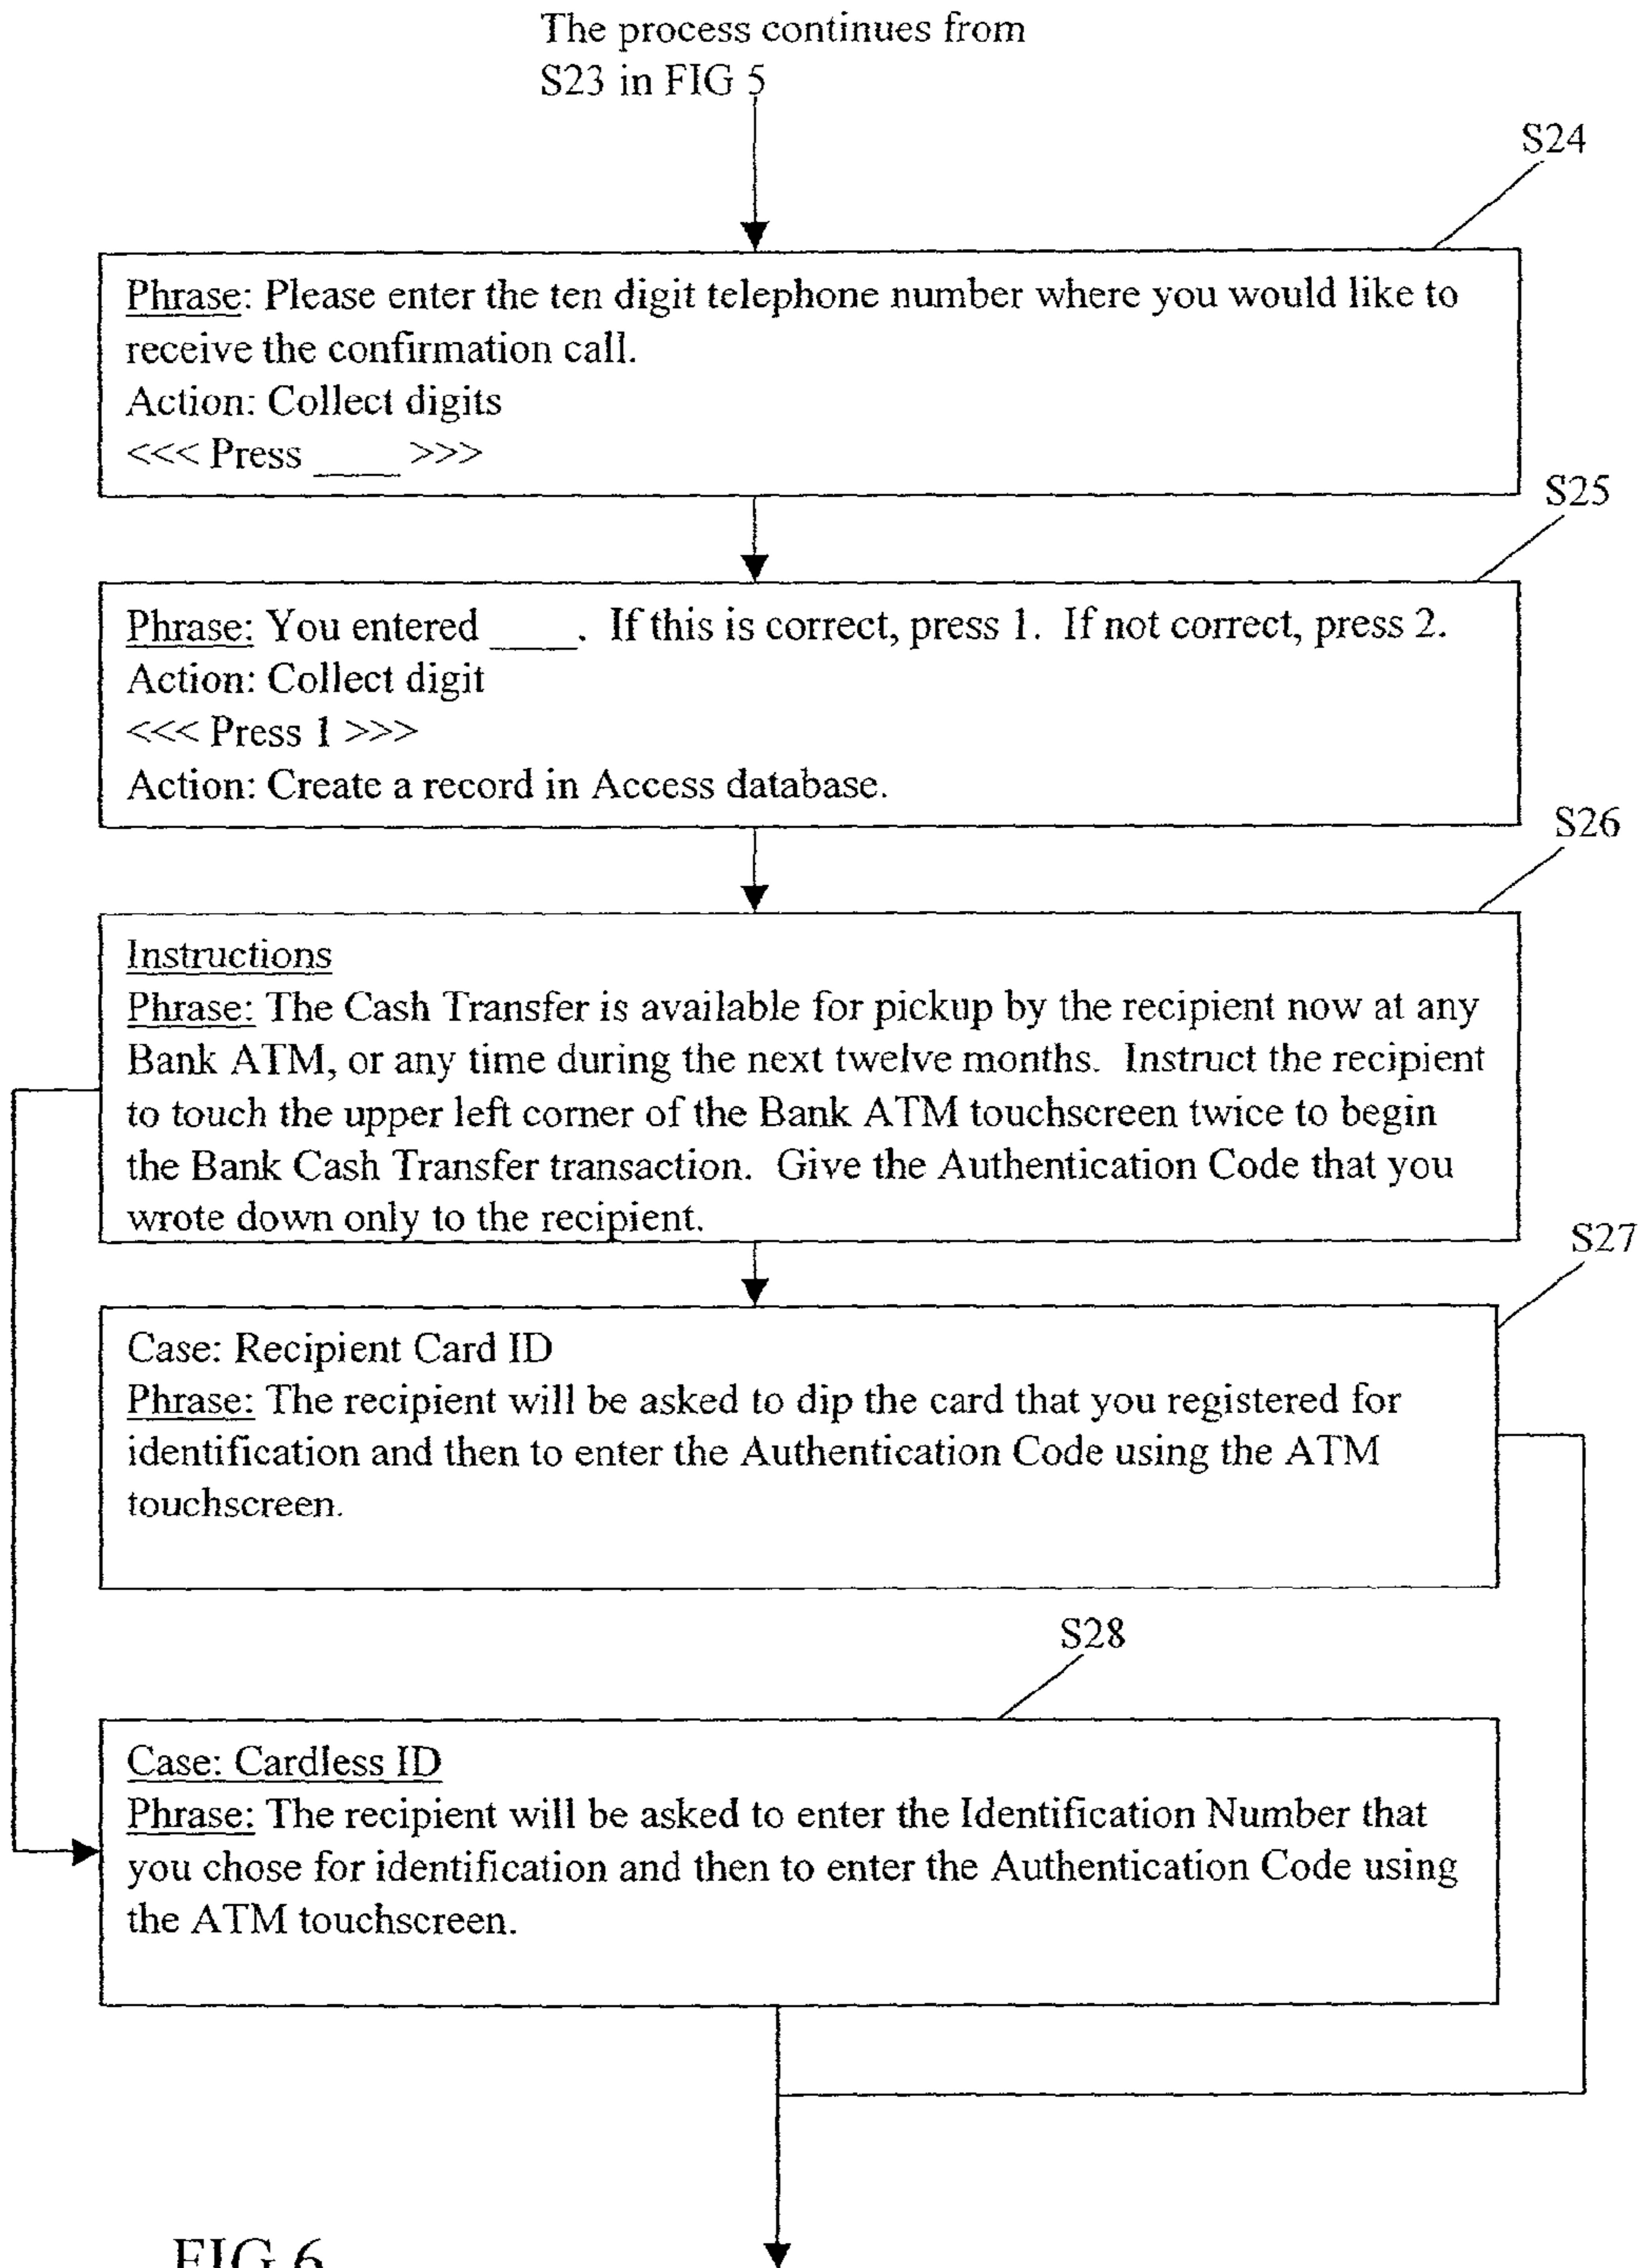 The process continues from
S23 in FIG 5
S24
Phrase: Please enter the ten digit telephone number where you would like to
receive the confirmation call.
Action: Collect digits
<<< Press ____ >>>
S25
Phrase: You entered ____. If this is correct, press 1. If not correct, press 2.
Action: Collect digit
<<< Press 1 >>>
Action: Create a record in Access database.
S26
Instructions
Phrase: The Cash Transfer is available for pickup by the recipient now at any
Bank ATM, or any time during the next twelve months. Instruct the recipient
to touch the upper left corner of the Bank ATM touchscreen twice to begin
the Bank Cash Transfer transaction. Give the Authentication Code that you
wrote down only to the recipient.
S27
Case: Recipient Card ID
Phrase: The recipient will be asked to dip the card that you registered for
identification and then to enter the Authentication Code using the ATM
touchscreen.
S28
Case: Cardless ID
Phrase: The recipient will be asked to enter the Identification Number that
you chose for identification and then to enter the Authentication Code using
the ATM touchscreen.
FIG 6